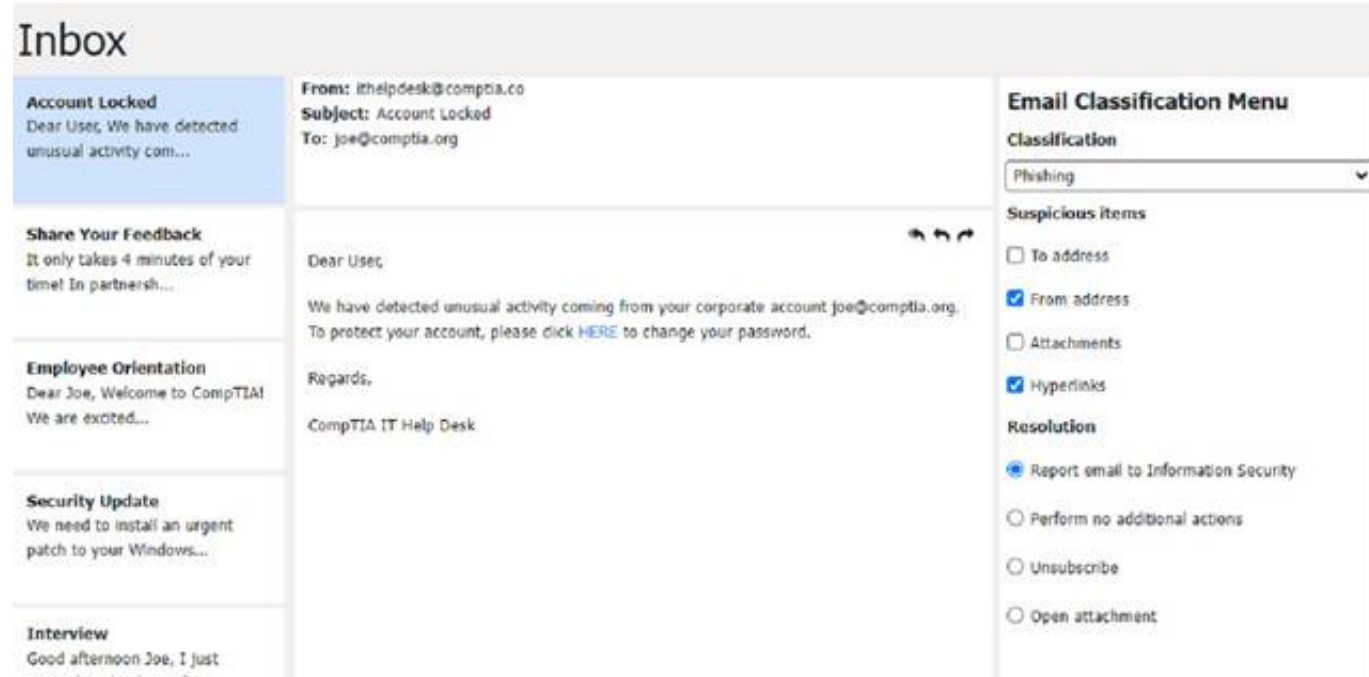 Inbox
Account Locked
Dear User, We have detected
unusual activity com...
Share Your Feedback
It only takes 4 minutes of your
time! In partnersh...
Employee Orientation
Dear Joe, Welcome to CompTIA!
We are excited...
Security Update
We need to install an urgent
patch to your Windows...
Interview
Good afternoon Joe, I just
From: ithelpdesk@comptia.co
Subject: Account Locked
To: joe@comptia.org
Dear User,
We have detected unusual activity coming from your corporate account joe@comptia.org.
To protect your account, please click HERE to change your password.
Regards,
CompTIA IT Help Desk
Email Classification Menu
Classification
Phishing
Suspicious items
To address
From address
Attachments
Hyperlinks
Resolution
Report email to Information Security
Perform no additional actions
Unsubscribe
Open attachment